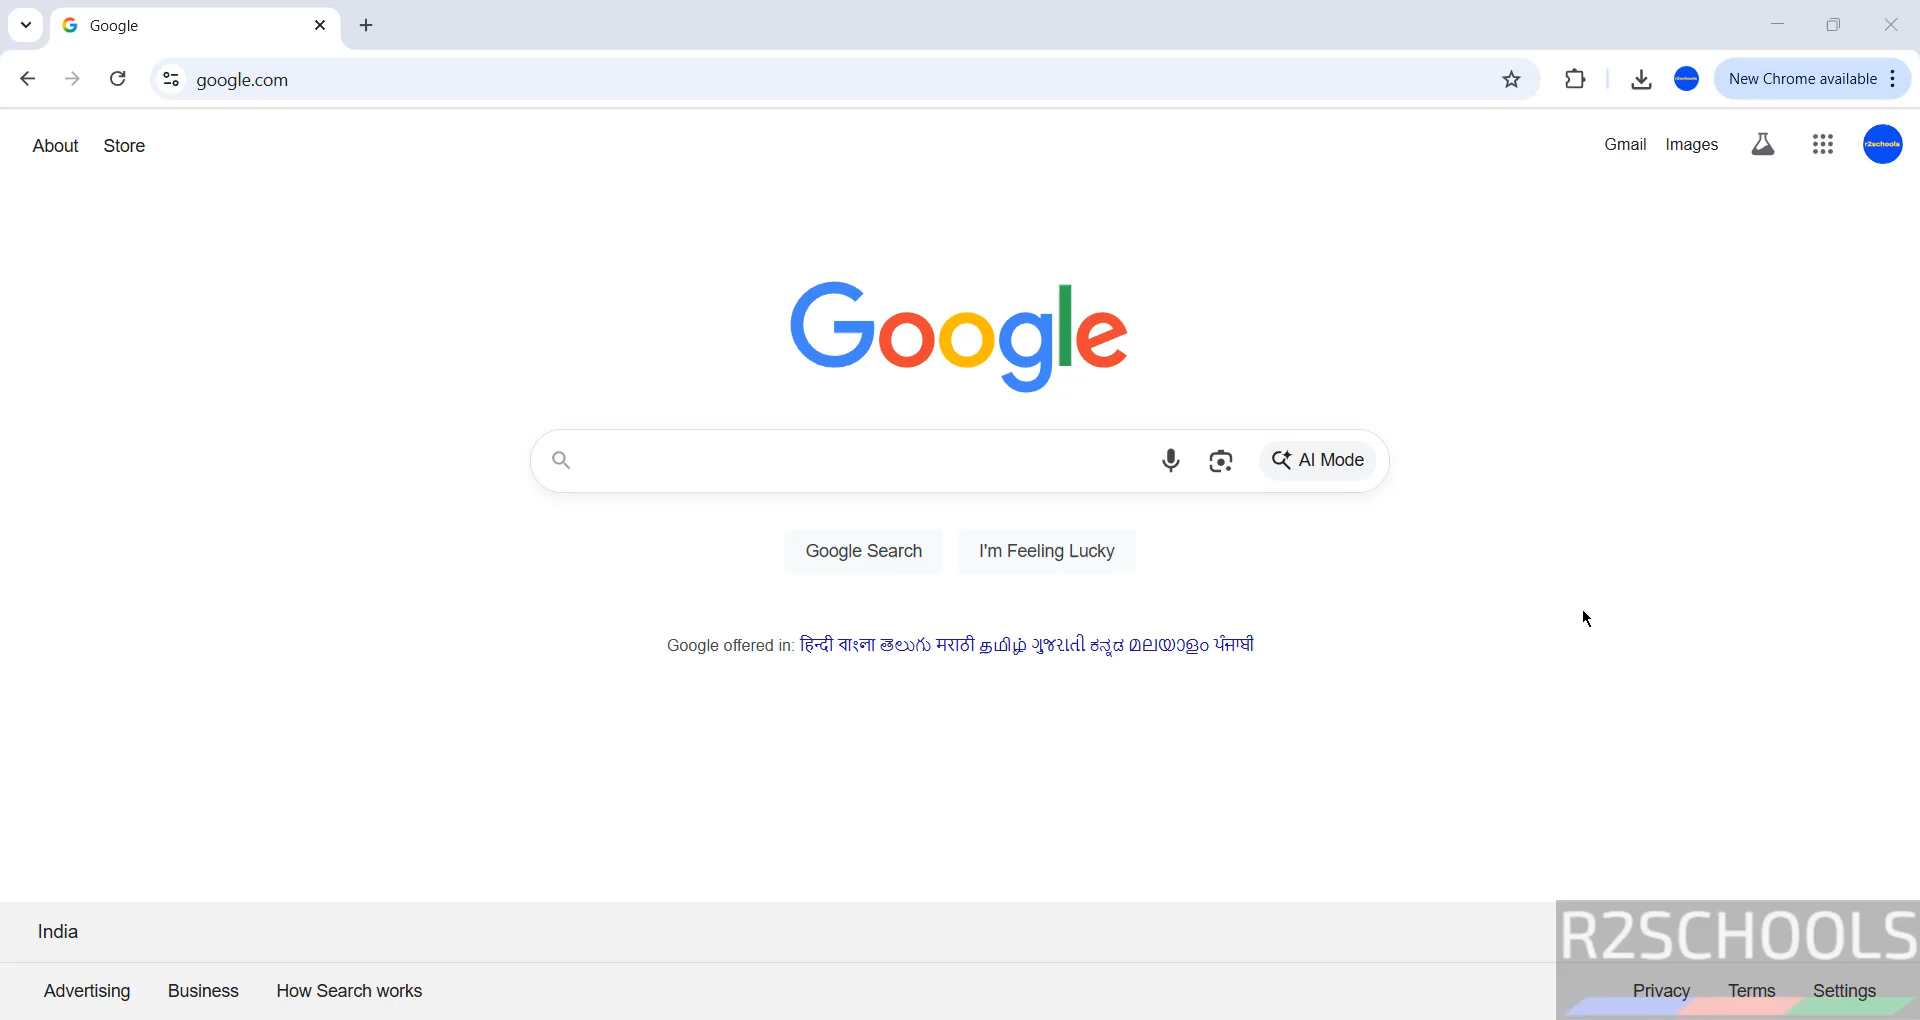 Google
google.com
New Chrome available
About Store
Gmail Images
r2schools
Google
AI Mode
Google Search I'm Feeling Lucky
Google offered in: हिन्दी বাংলা తెలుగు मराठी தமிழ் ગુજરાતી ಕನ್ನಡ മലയാളം ਪੰਜਾਬੀ
India
R2SCHOOLS
Advertising Business How Search works
Privacy Terms Settings